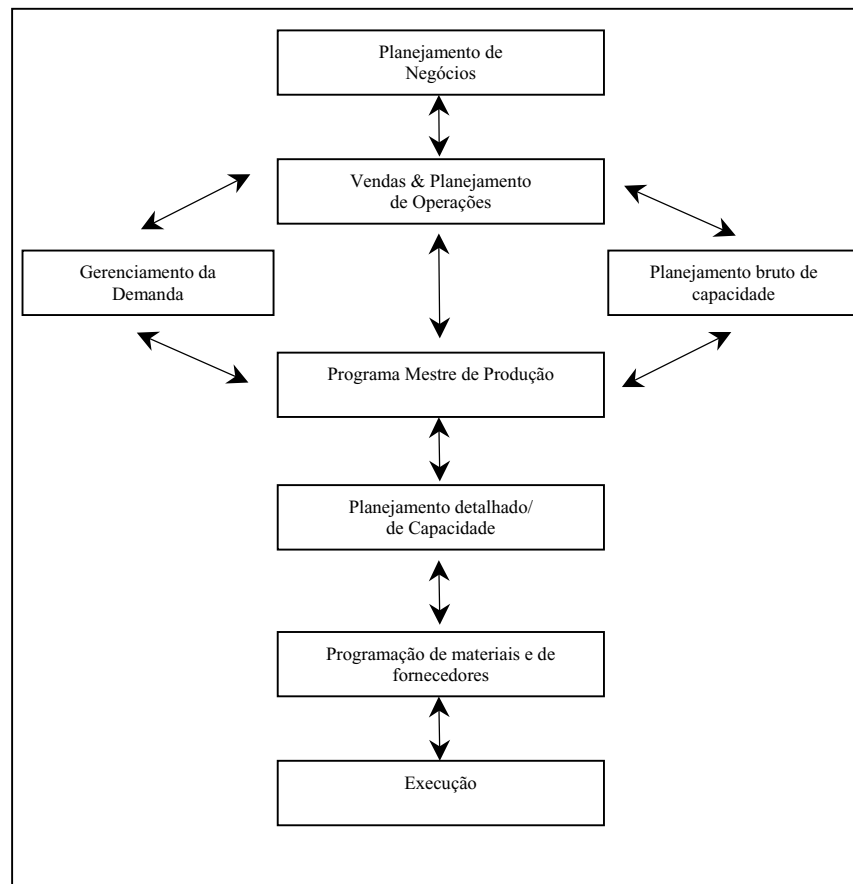 Planejamento de
Negócios
Vendas & Planejamento
de Operações
Gerenciamento da
Demanda
Planejamento bruto de
capacidade
Programa Mestre de Produção
Planejamento detalhado/
de Capacidade
Programação de materiais e de
fornecedores
Execução